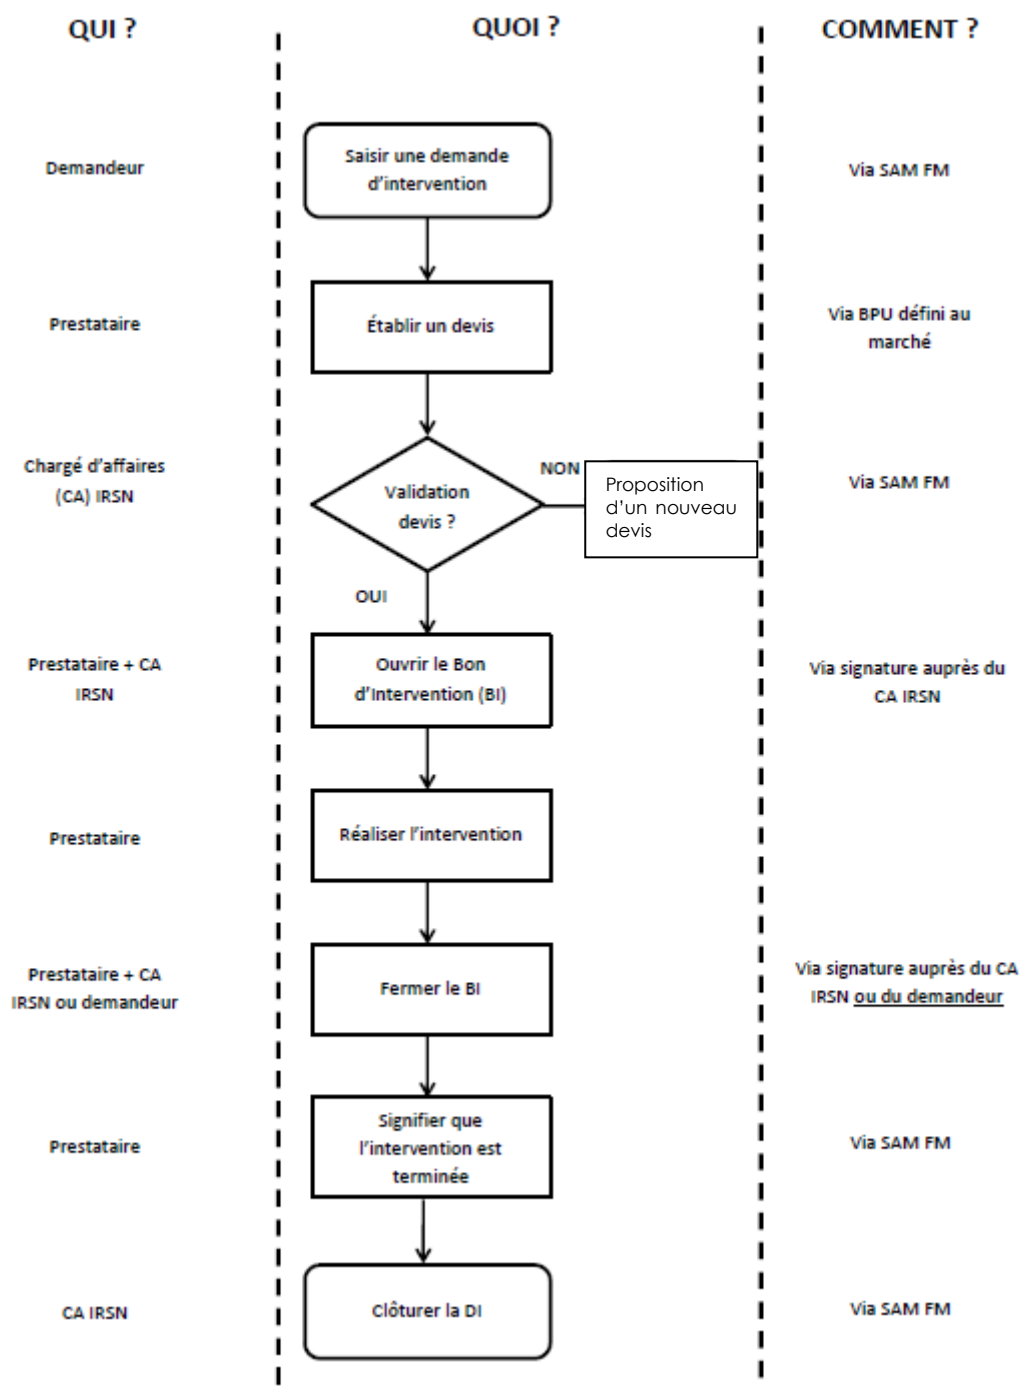 QUI ?
QUOI ?
COMMENT ?
Demandeur
Saisir une demande
d'intervention
Via SAM FM
Prestataire
Établir un devis
Via BPU défini au
marché
Chargé d'affaires
(CA) IRSN
Validation
devis ?
NON
Proposition
d'un nouveau
devis
Via SAM FM
OUI
Prestataire + CA
IRSN
Ouvrir le Bon
d'Intervention (BI)
Via signature auprès du
CA IRSN
Prestataire
Réaliser l'intervention
Prestataire + CA
IRSN ou demandeur
Fermer le BI
Via signature auprès du CA
IRSN ou du demandeur
Prestataire
Signifier que
l'intervention est
terminée
Via SAM FM
CA IRSN
Clôturer la DI
Via SAM FM